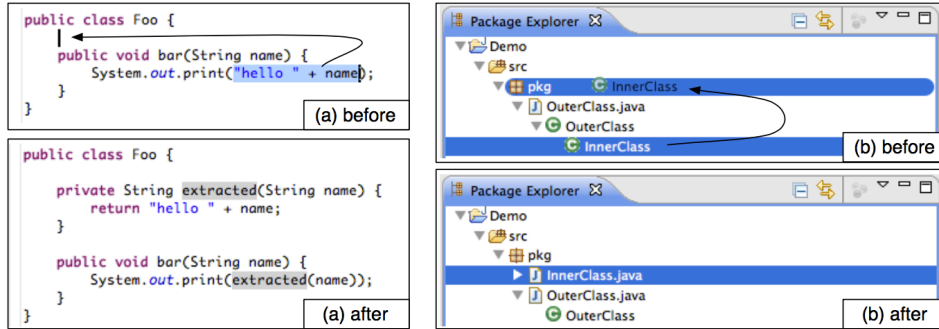 public class Foo {
public void bar(String name) {
System.out.print("hello " + name);
}
}
(a) before
public class Foo {
private String extracted(String name) {
return "hello " + name;
}
public void bar(String name) {
System.out.print(extracted(name));
}
}
(a) after
Package Explorer
Demo
src
pkg InnerClass
OuterClass.java
OuterClass
InnerClass
(b) before
Package Explorer
Demo
src
pkg
InnerClass.java
OuterClass.java
OuterClass
(b) after